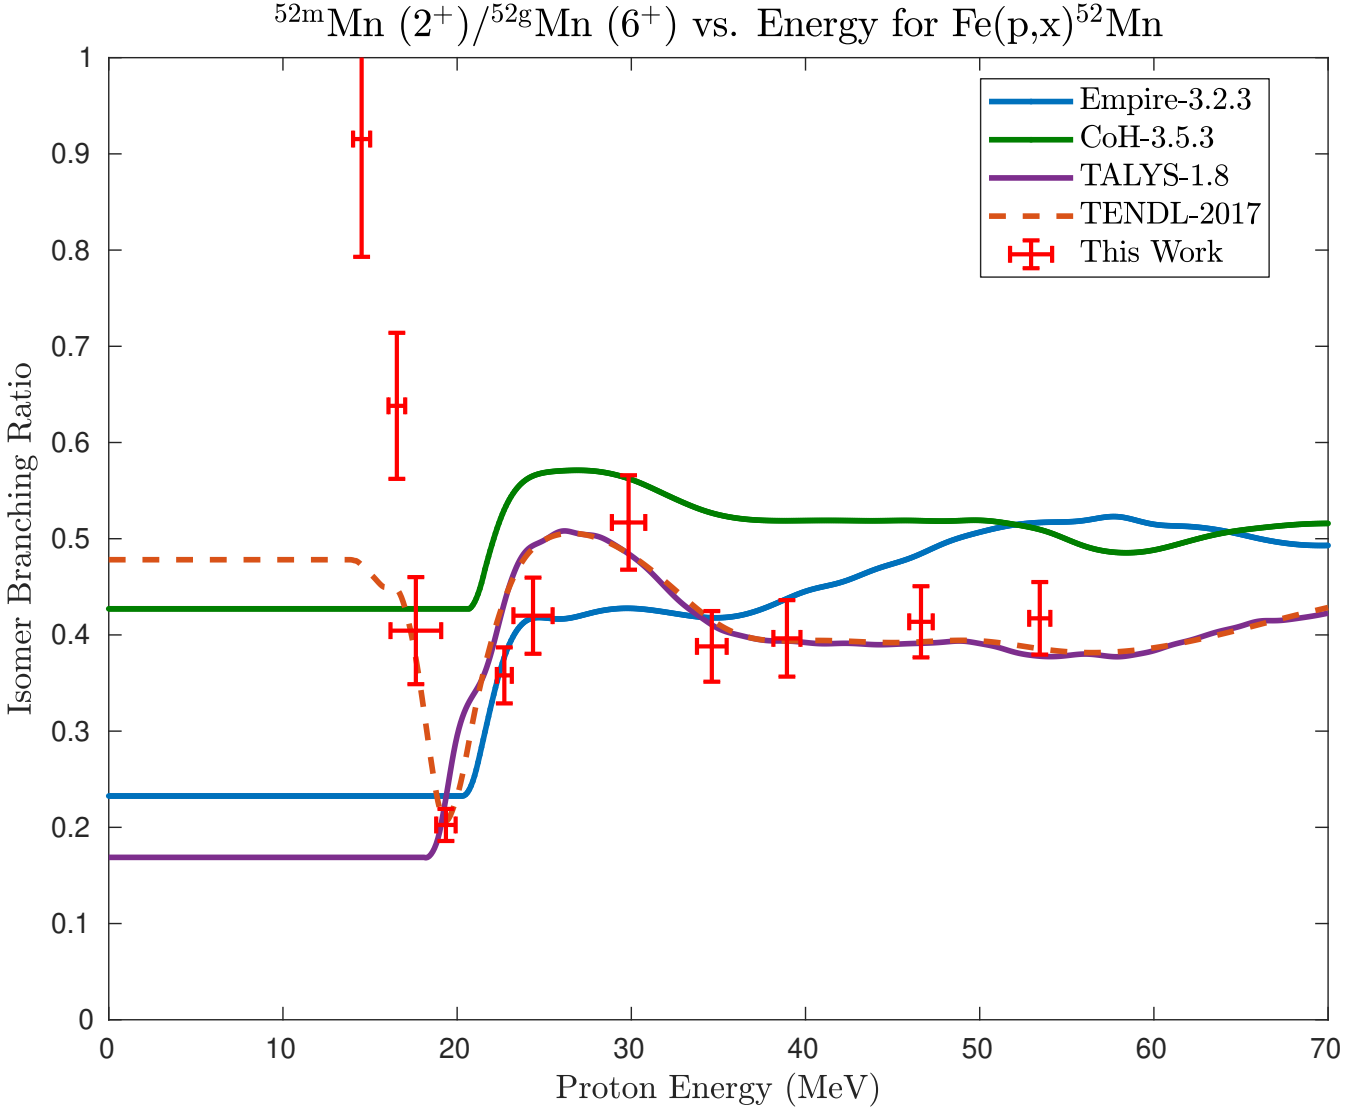 ⁵²ᵐMn (2⁺)/⁵²ᵍMn (6⁺) vs. Energy for Fe(p,x)⁵²Mn
1
0.9
0.8
0.7
0.6
0.5
0.4
0.3
0.2
0.1
0
Isomer Branching Ratio
Empire-3.2.3
CoH-3.5.3
TALYS-1.8
TENDL-2017
This Work
0 10 20 30 40 50 60 70
Proton Energy (MeV)